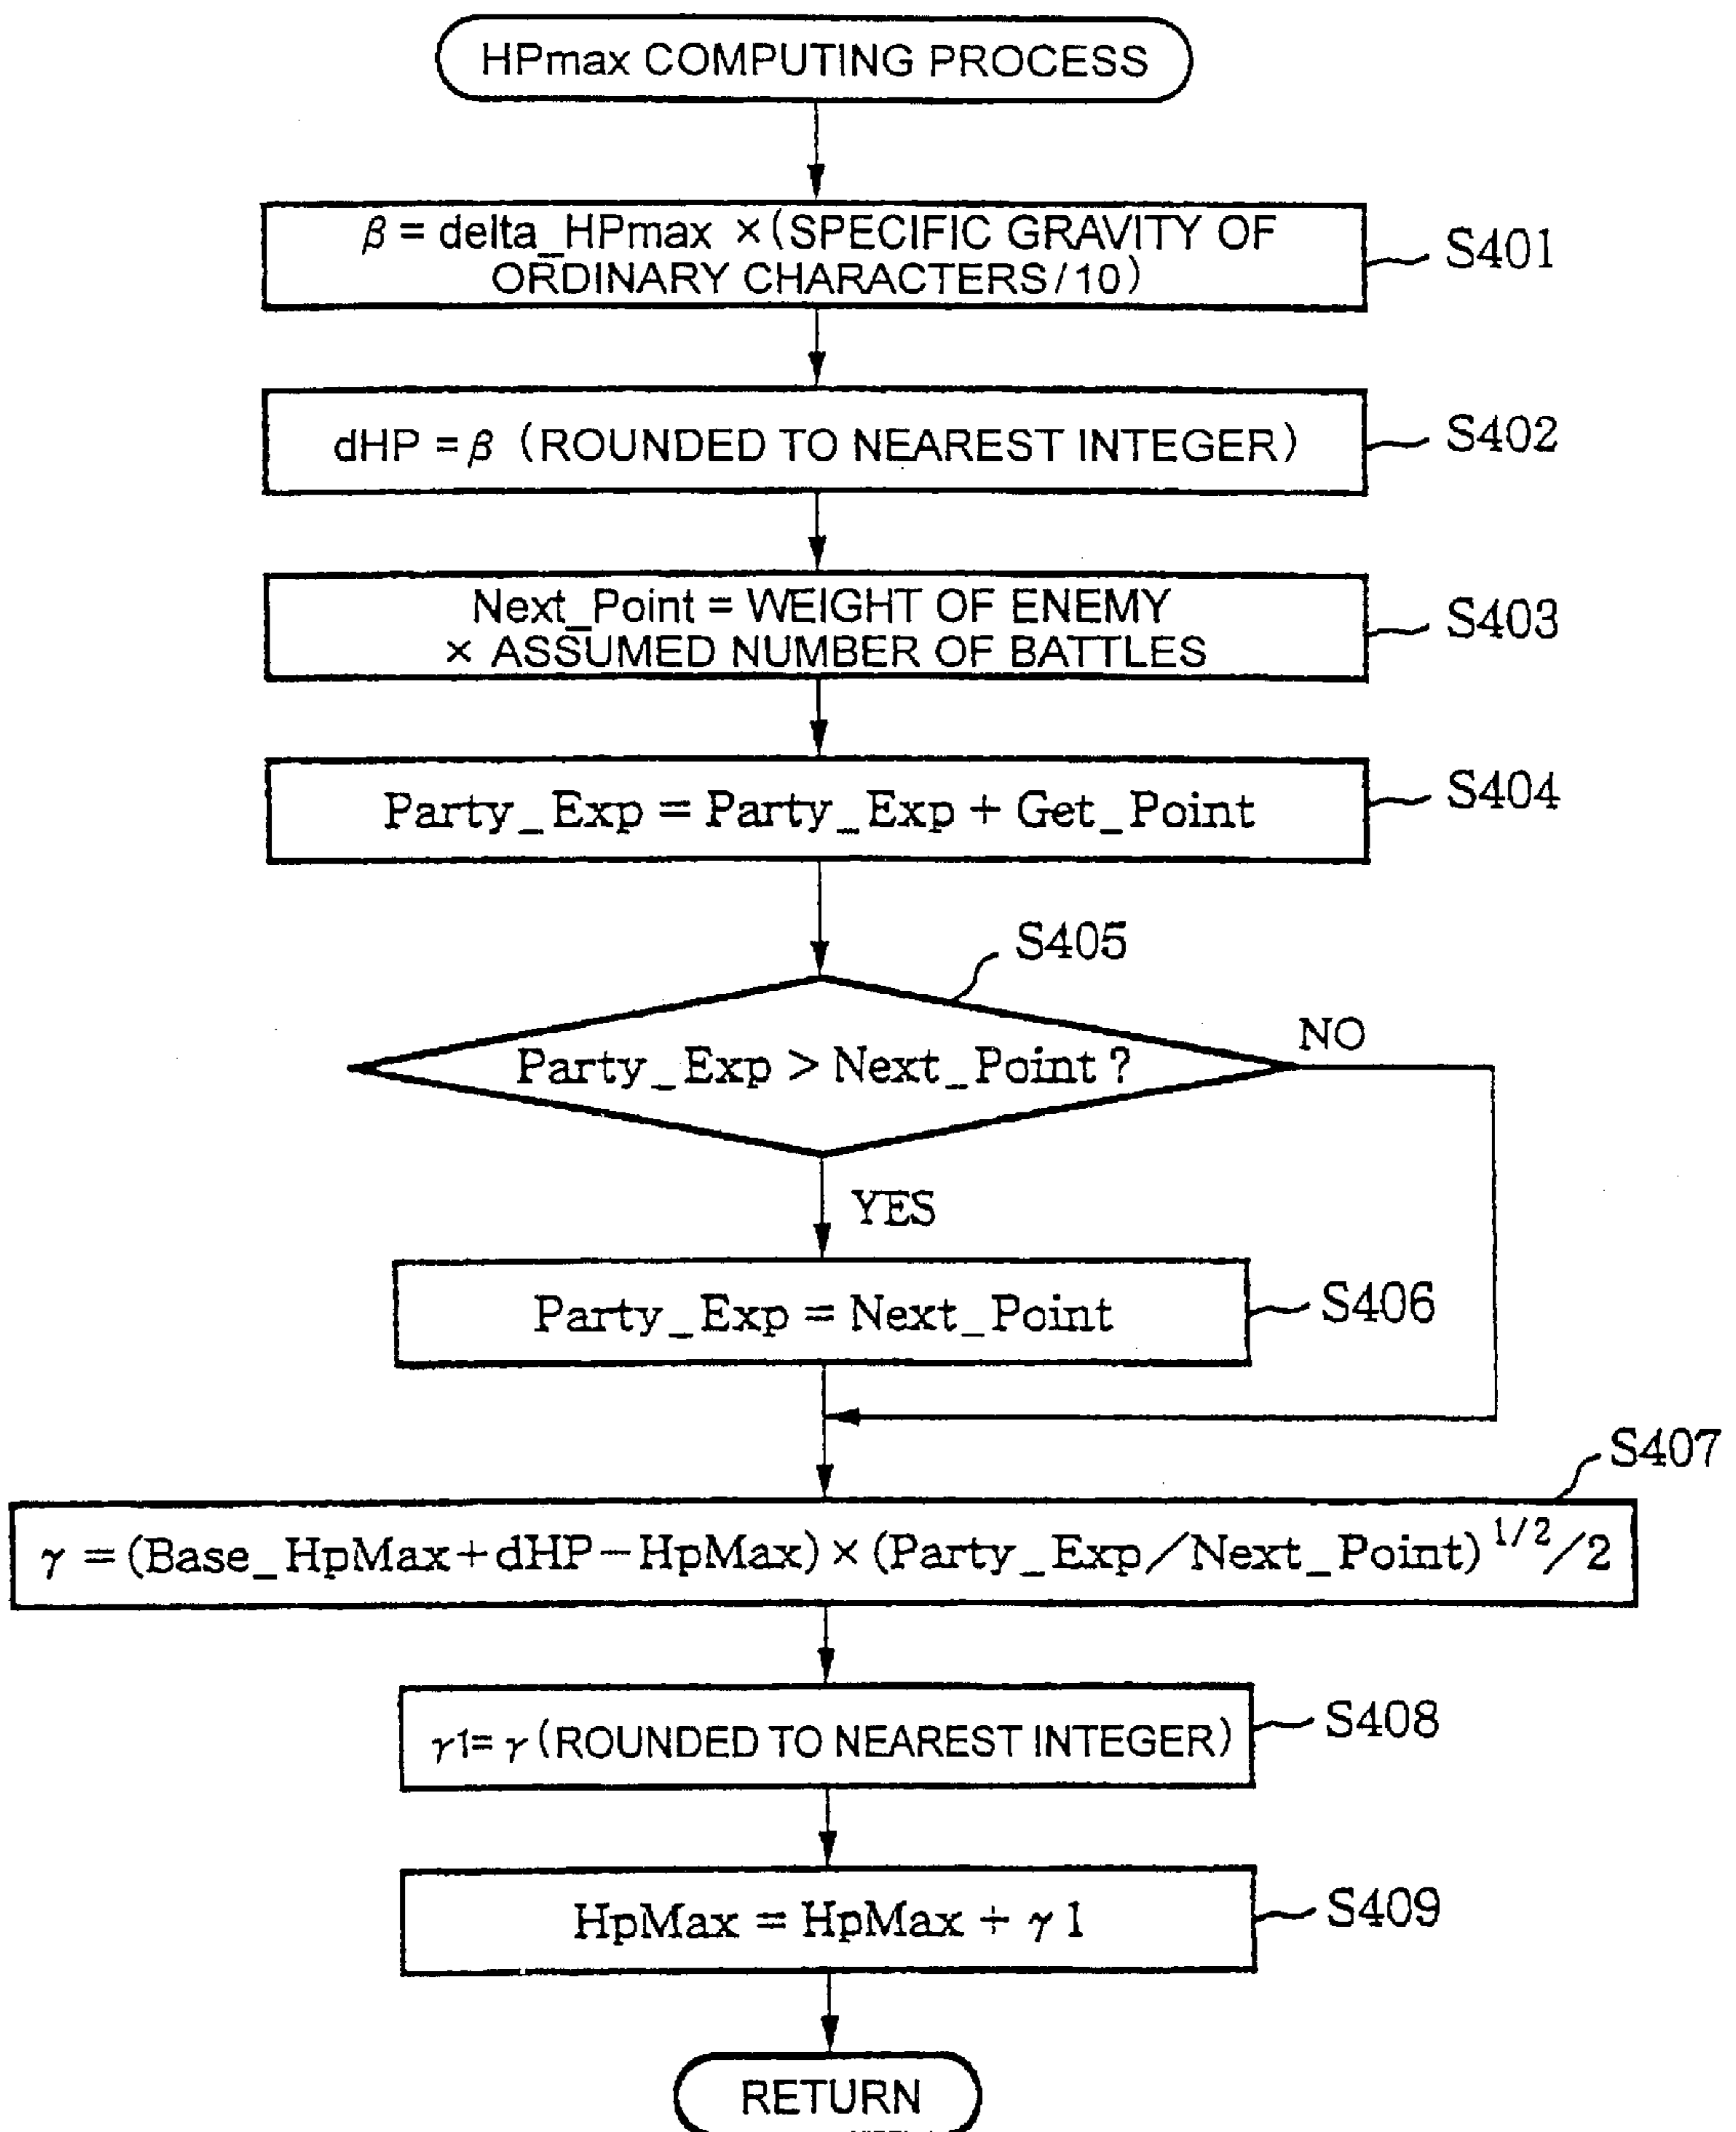 HPmax COMPUTING PROCESS
β = delta_HPmax ×(SPECIFIC GRAVITY OF
ORDINARY CHARACTERS/10)
S401
dHP = β (ROUNDED TO NEAREST INTEGER)
S402
Next_Point = WEIGHT OF ENEMY
× ASSUMED NUMBER OF BATTLES
S403
Party_Exp = Party_Exp + Get_Point
S404
S405
Party_Exp > Next_Point ?
NO
YES
Party_Exp = Next_Point
S406
S407
γ = (Base_HpMax+dHP−HpMax) × (Party_Exp/Next_Point)^1/2/2
γ1= γ (ROUNDED TO NEAREST INTEGER)
S408
HpMax = HpMax + γ1
S409
RETURN